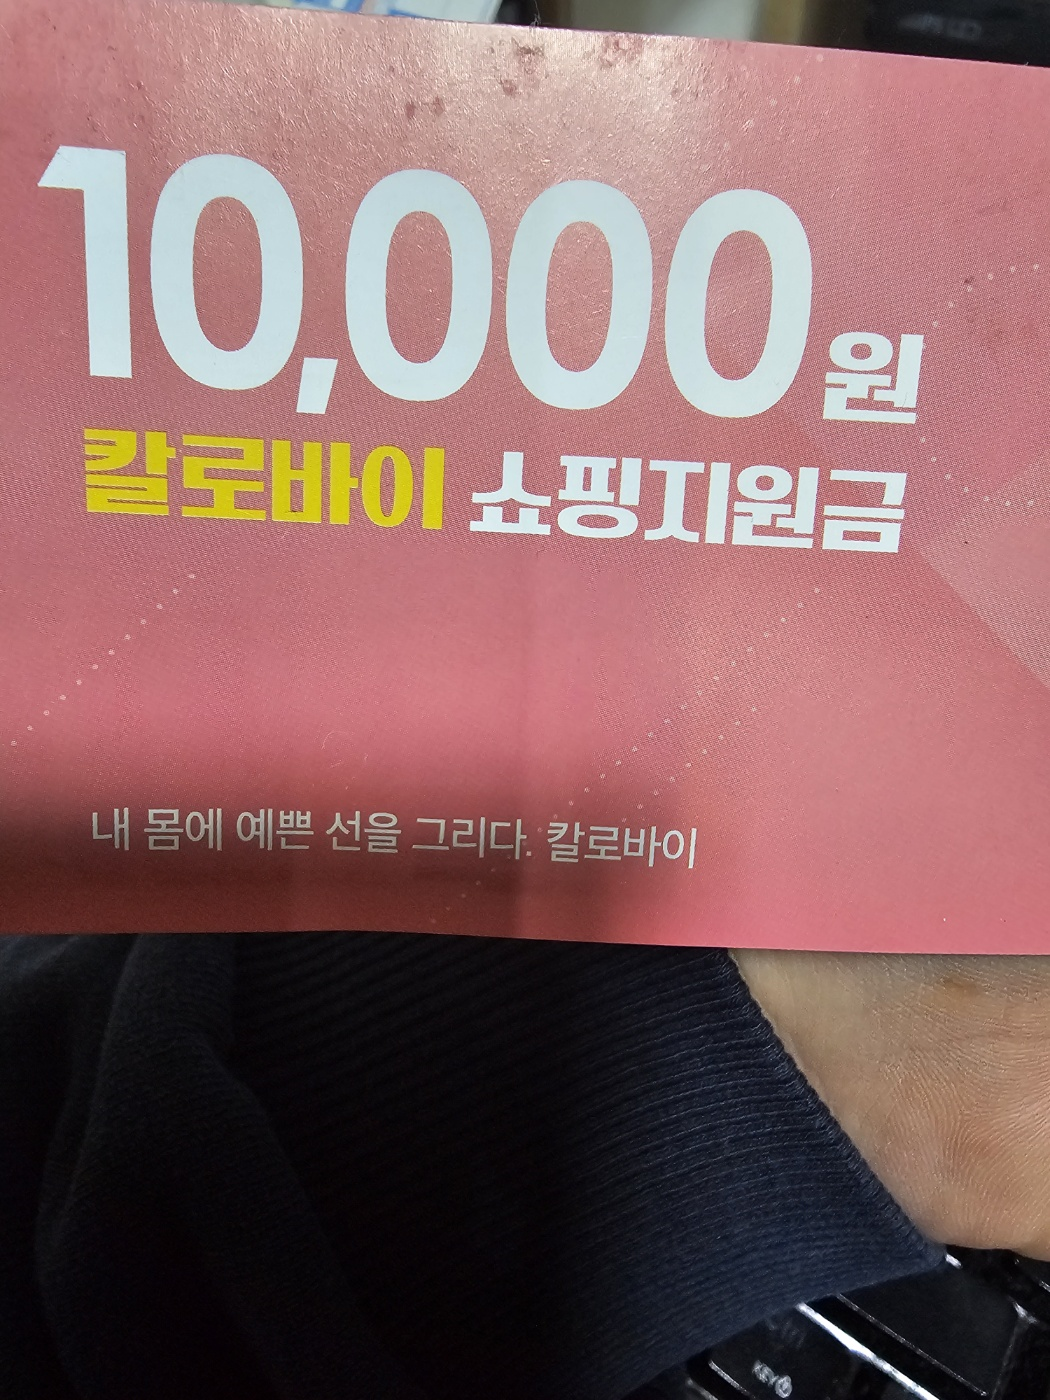 10,000원
칼로바이 쇼핑지원금
내 몸에 예쁜 선을 그리다. 칼로바이